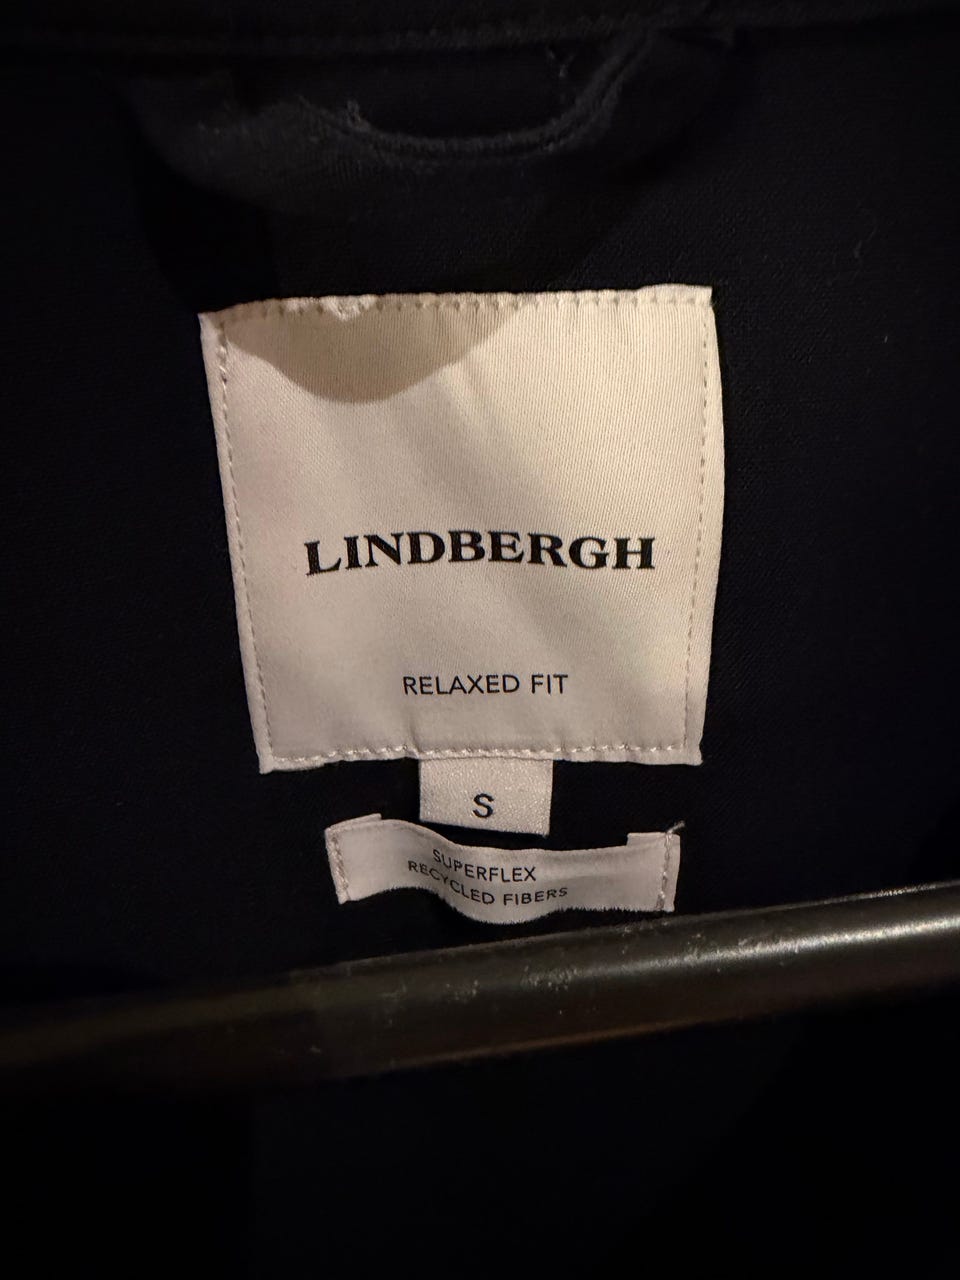 LINDBERGH
RELAXED FIT
S
SUPERFLEX
RECYCLED FIBERS